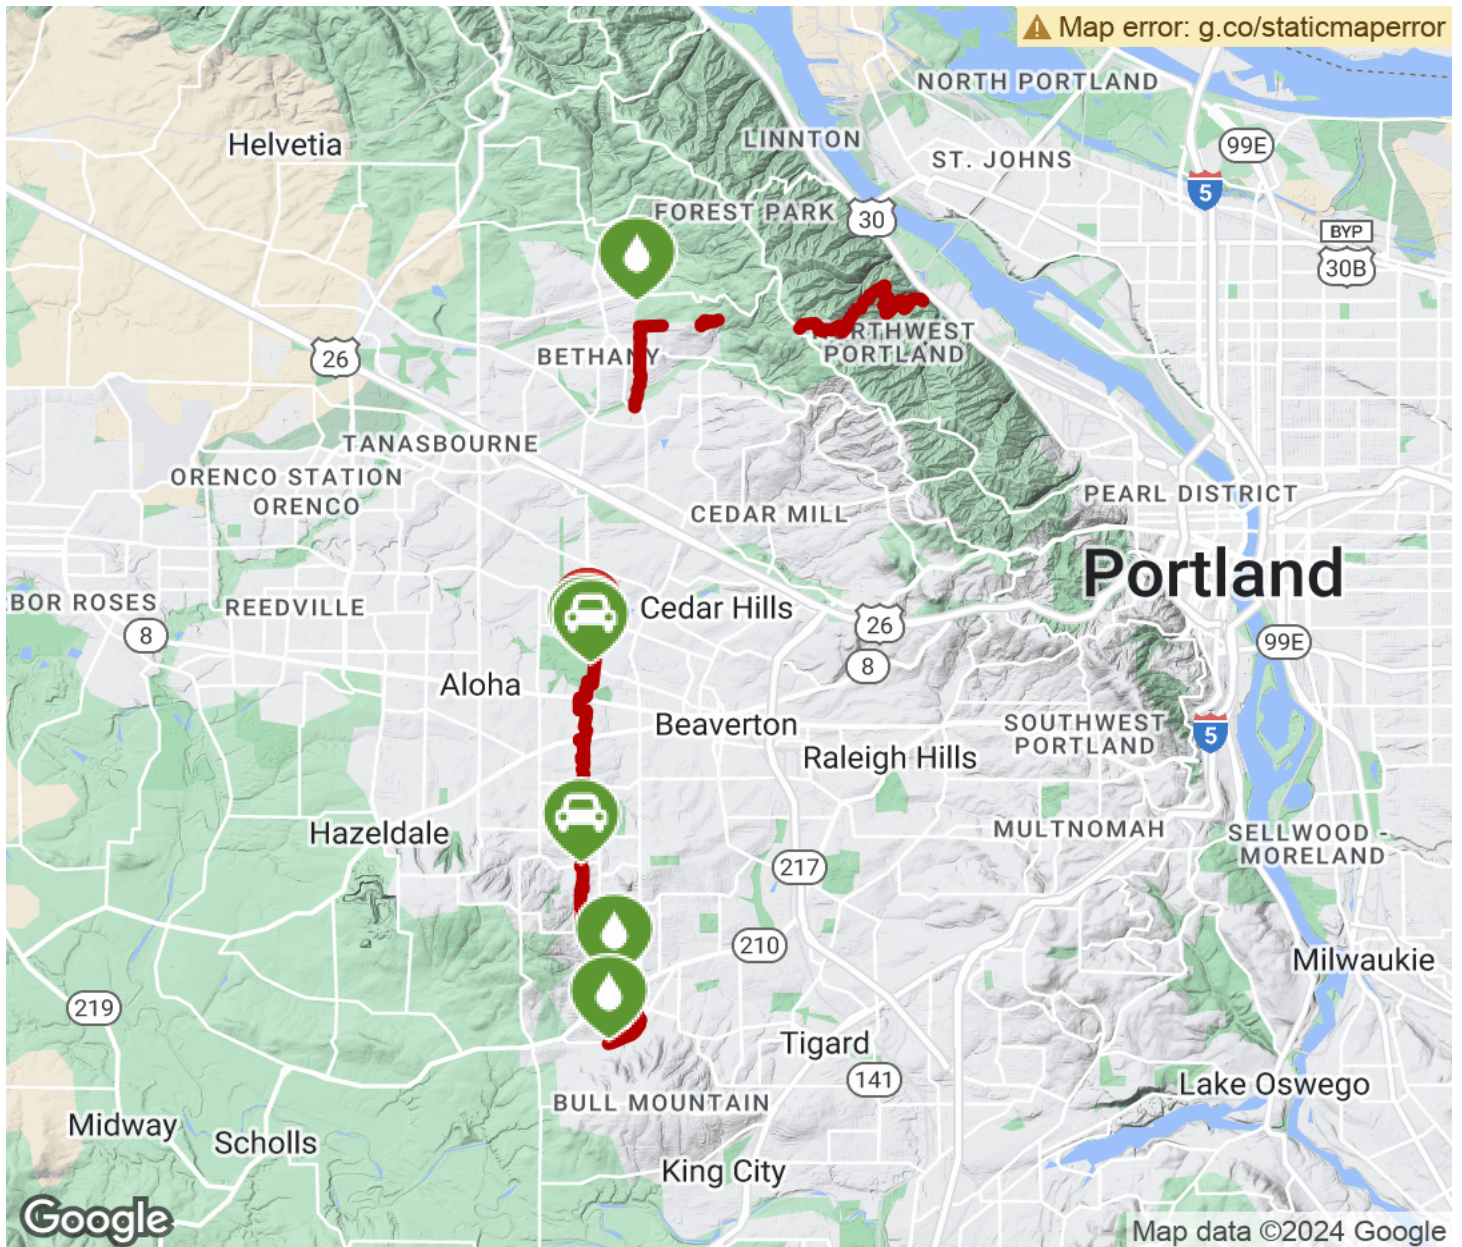 Map error: g.co/staticmaperror
NORTH PORTLAND
LINNTON
99E
Helvetia
ST. JOHNS
5
FOREST PARK
30
BYP
30B
RTHWEST
PORTLAND
BETHANY
26
TANASBOURNE
ORENCO STATION
ORENCO
PEARL DISTRICT
CEDAR MILL
Portland
BOR ROSES
REEDVILLE
Cedar Hills
26
8
99E
8
Aloha
Beaverton
SOUTHWEST
PORTLAND
5
Raleigh Hills
Hazeldale
MULTNOMAH
SELLWOOD -
MORELAND
217
210
Milwaukie
219
Tigard
141
Lake Oswego
BULL MOUNTAIN
Midway
Scholls
King City
Google
Map data ©2024 Google